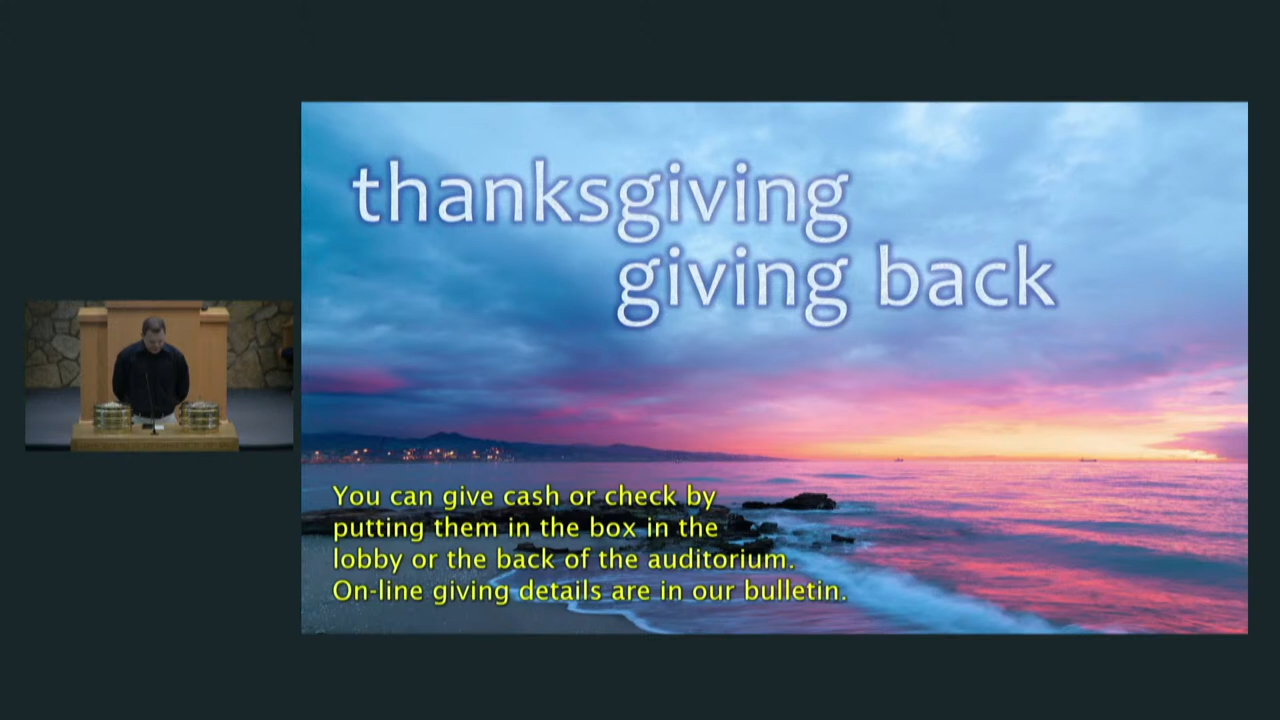 thanksgiving
giving back
You can give cash or check by
putting them in the box in the
lobby or the back of the auditorium.
On-line giving details are in our bulletin.